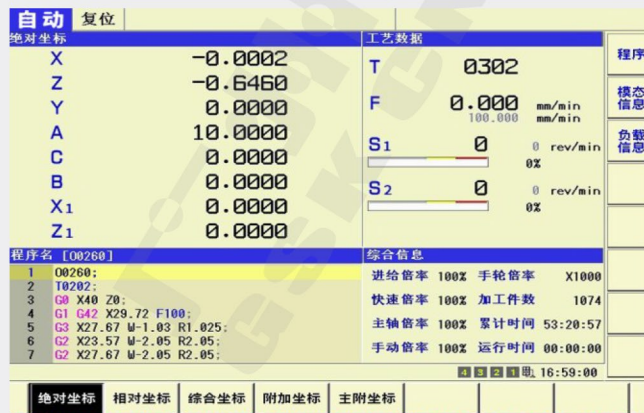 自动 复位
绝对坐标
X -0.0002
Z -0.6460
Y 0.0000
A 10.0000
C 0.0000
B 0.0000
X1 0.0000
Z1 0.0000
工艺数据
T 0302
F 0.000 mm/min
100.000 mm/min
S1 0 0 rev/min
0%
S2 0 0 rev/min
0%
程序
模态
信息
负载
信息
程序名 [O0260]
1 O0260;
2 T0202;
3 G0 X40 Z0;
4 G1 G42 X29.72 F100;
5 G3 X27.67 W-1.03 R1.025;
6 G2 X23.57 W-2.05 R2.05;
7 G2 X27.67 W-2.05 R2.05;
综合信息
进给倍率 100% 手轮倍率 X1000
快速倍率 100% 加工件数 1074
主轴倍率 100% 累计时间 53:20:57
手动倍率 100% 运行时间 00:00:00
4 3 2 1 16:59:00
绝对坐标 相对坐标 综合坐标 附加坐标 主附坐标